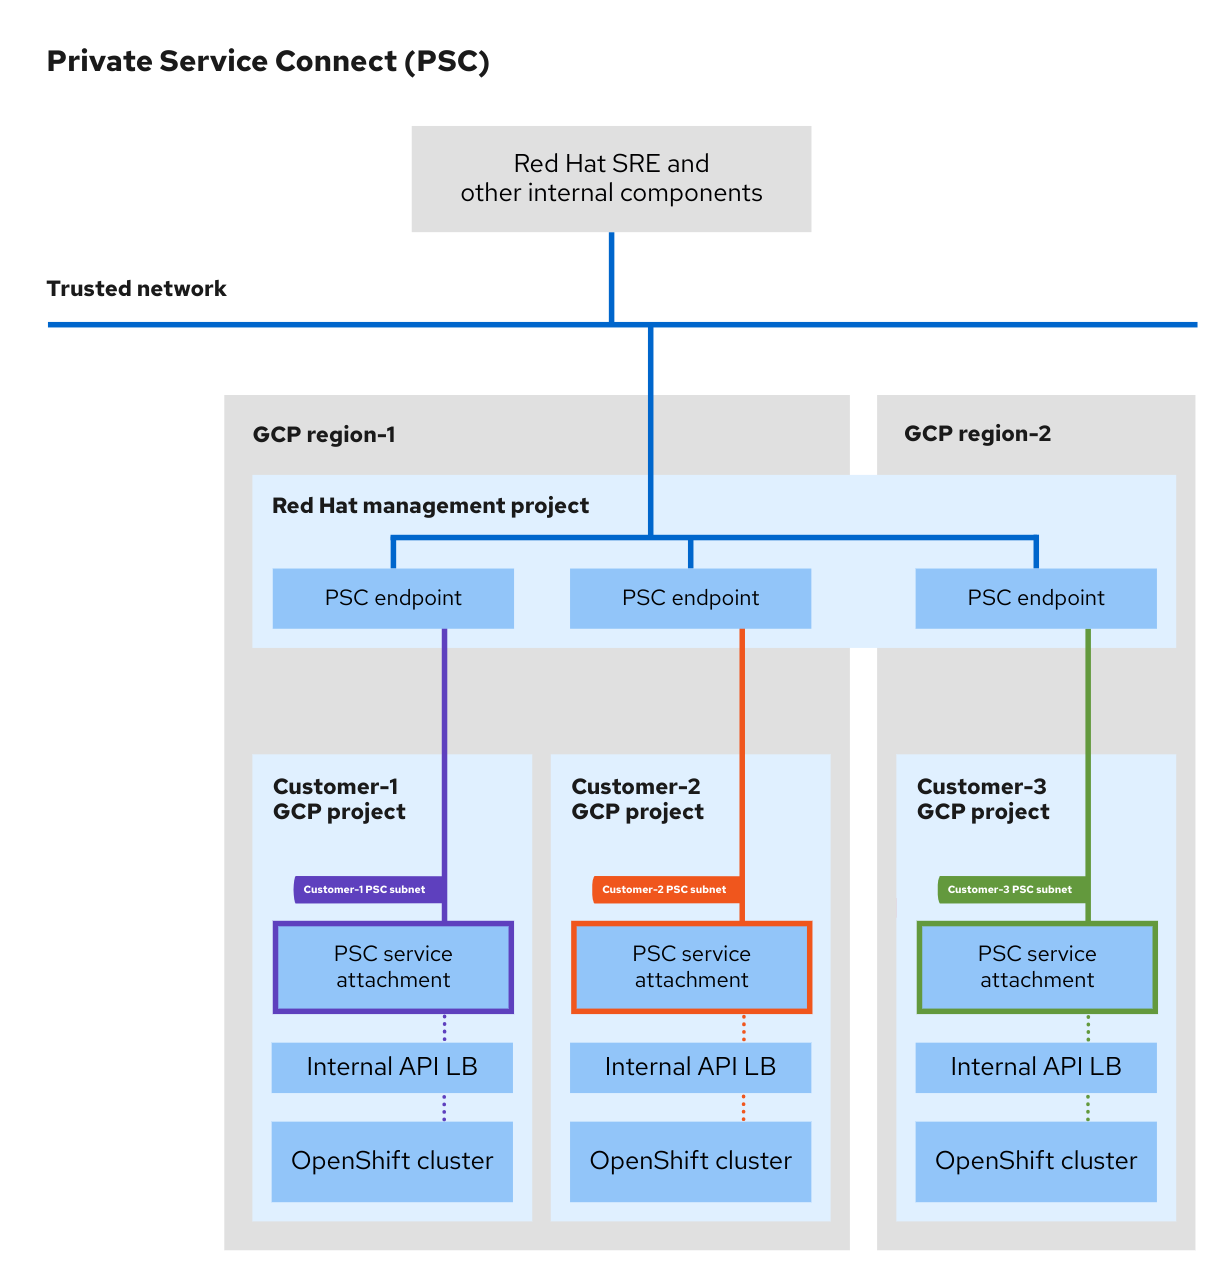 Private Service Connect (PSC)
Red Hat SRE and
other internal components
Trusted network
GCP region-1
GCP region-2
Red Hat management project
PSC endpoint
PSC endpoint
PSC endpoint
Customer-1
GCP project
Customer-1 PSC subnet
PSC service
attachment
Internal API LB
OpenShift cluster
Customer-2
GCP project
Customer-2 PSC subnet
PSC service
attachment
Internal API LB
OpenShift cluster
Customer-3
GCP project
Customer-3 PSC subnet
PSC service
attachment
Internal API LB
OpenShift cluster